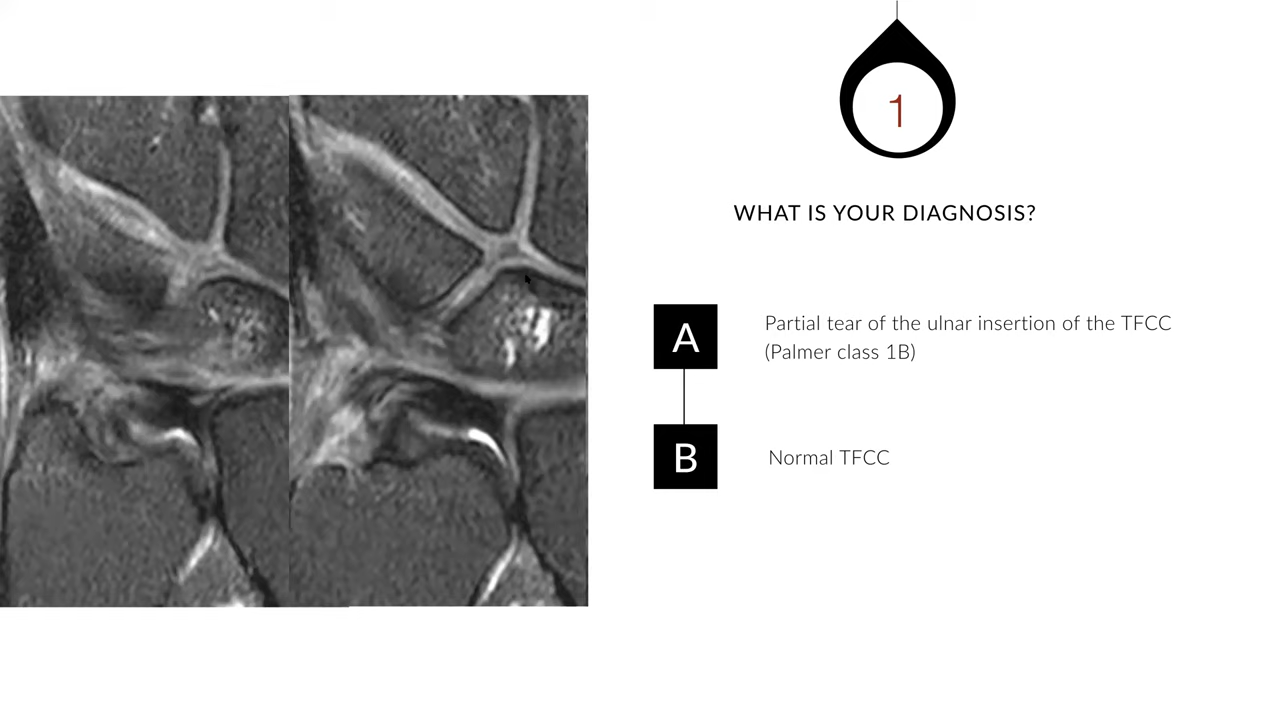 1
WHAT IS YOUR DIAGNOSIS?
A
Partial tear of the ulnar insertion of the TFCC
(Palmer class 1B)
B
Normal TFCC